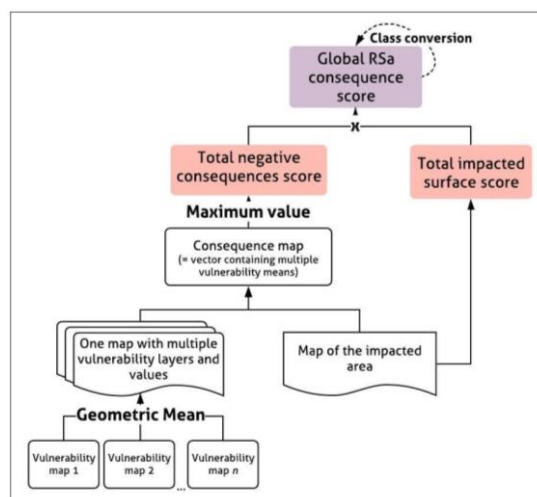 Class conversion
Global RSa
consequence
score
x
Total negative
consequences score
Total impacted
surface score
Maximum value
Consequence map
(= vector containing multiple
vulnerability means)
One map with multiple
vulnerability layers and
values
Map of the impacted
area
Geometric Mean
Vulnerability
map 1
Vulnerability
map 2
...
Vulnerability
map n